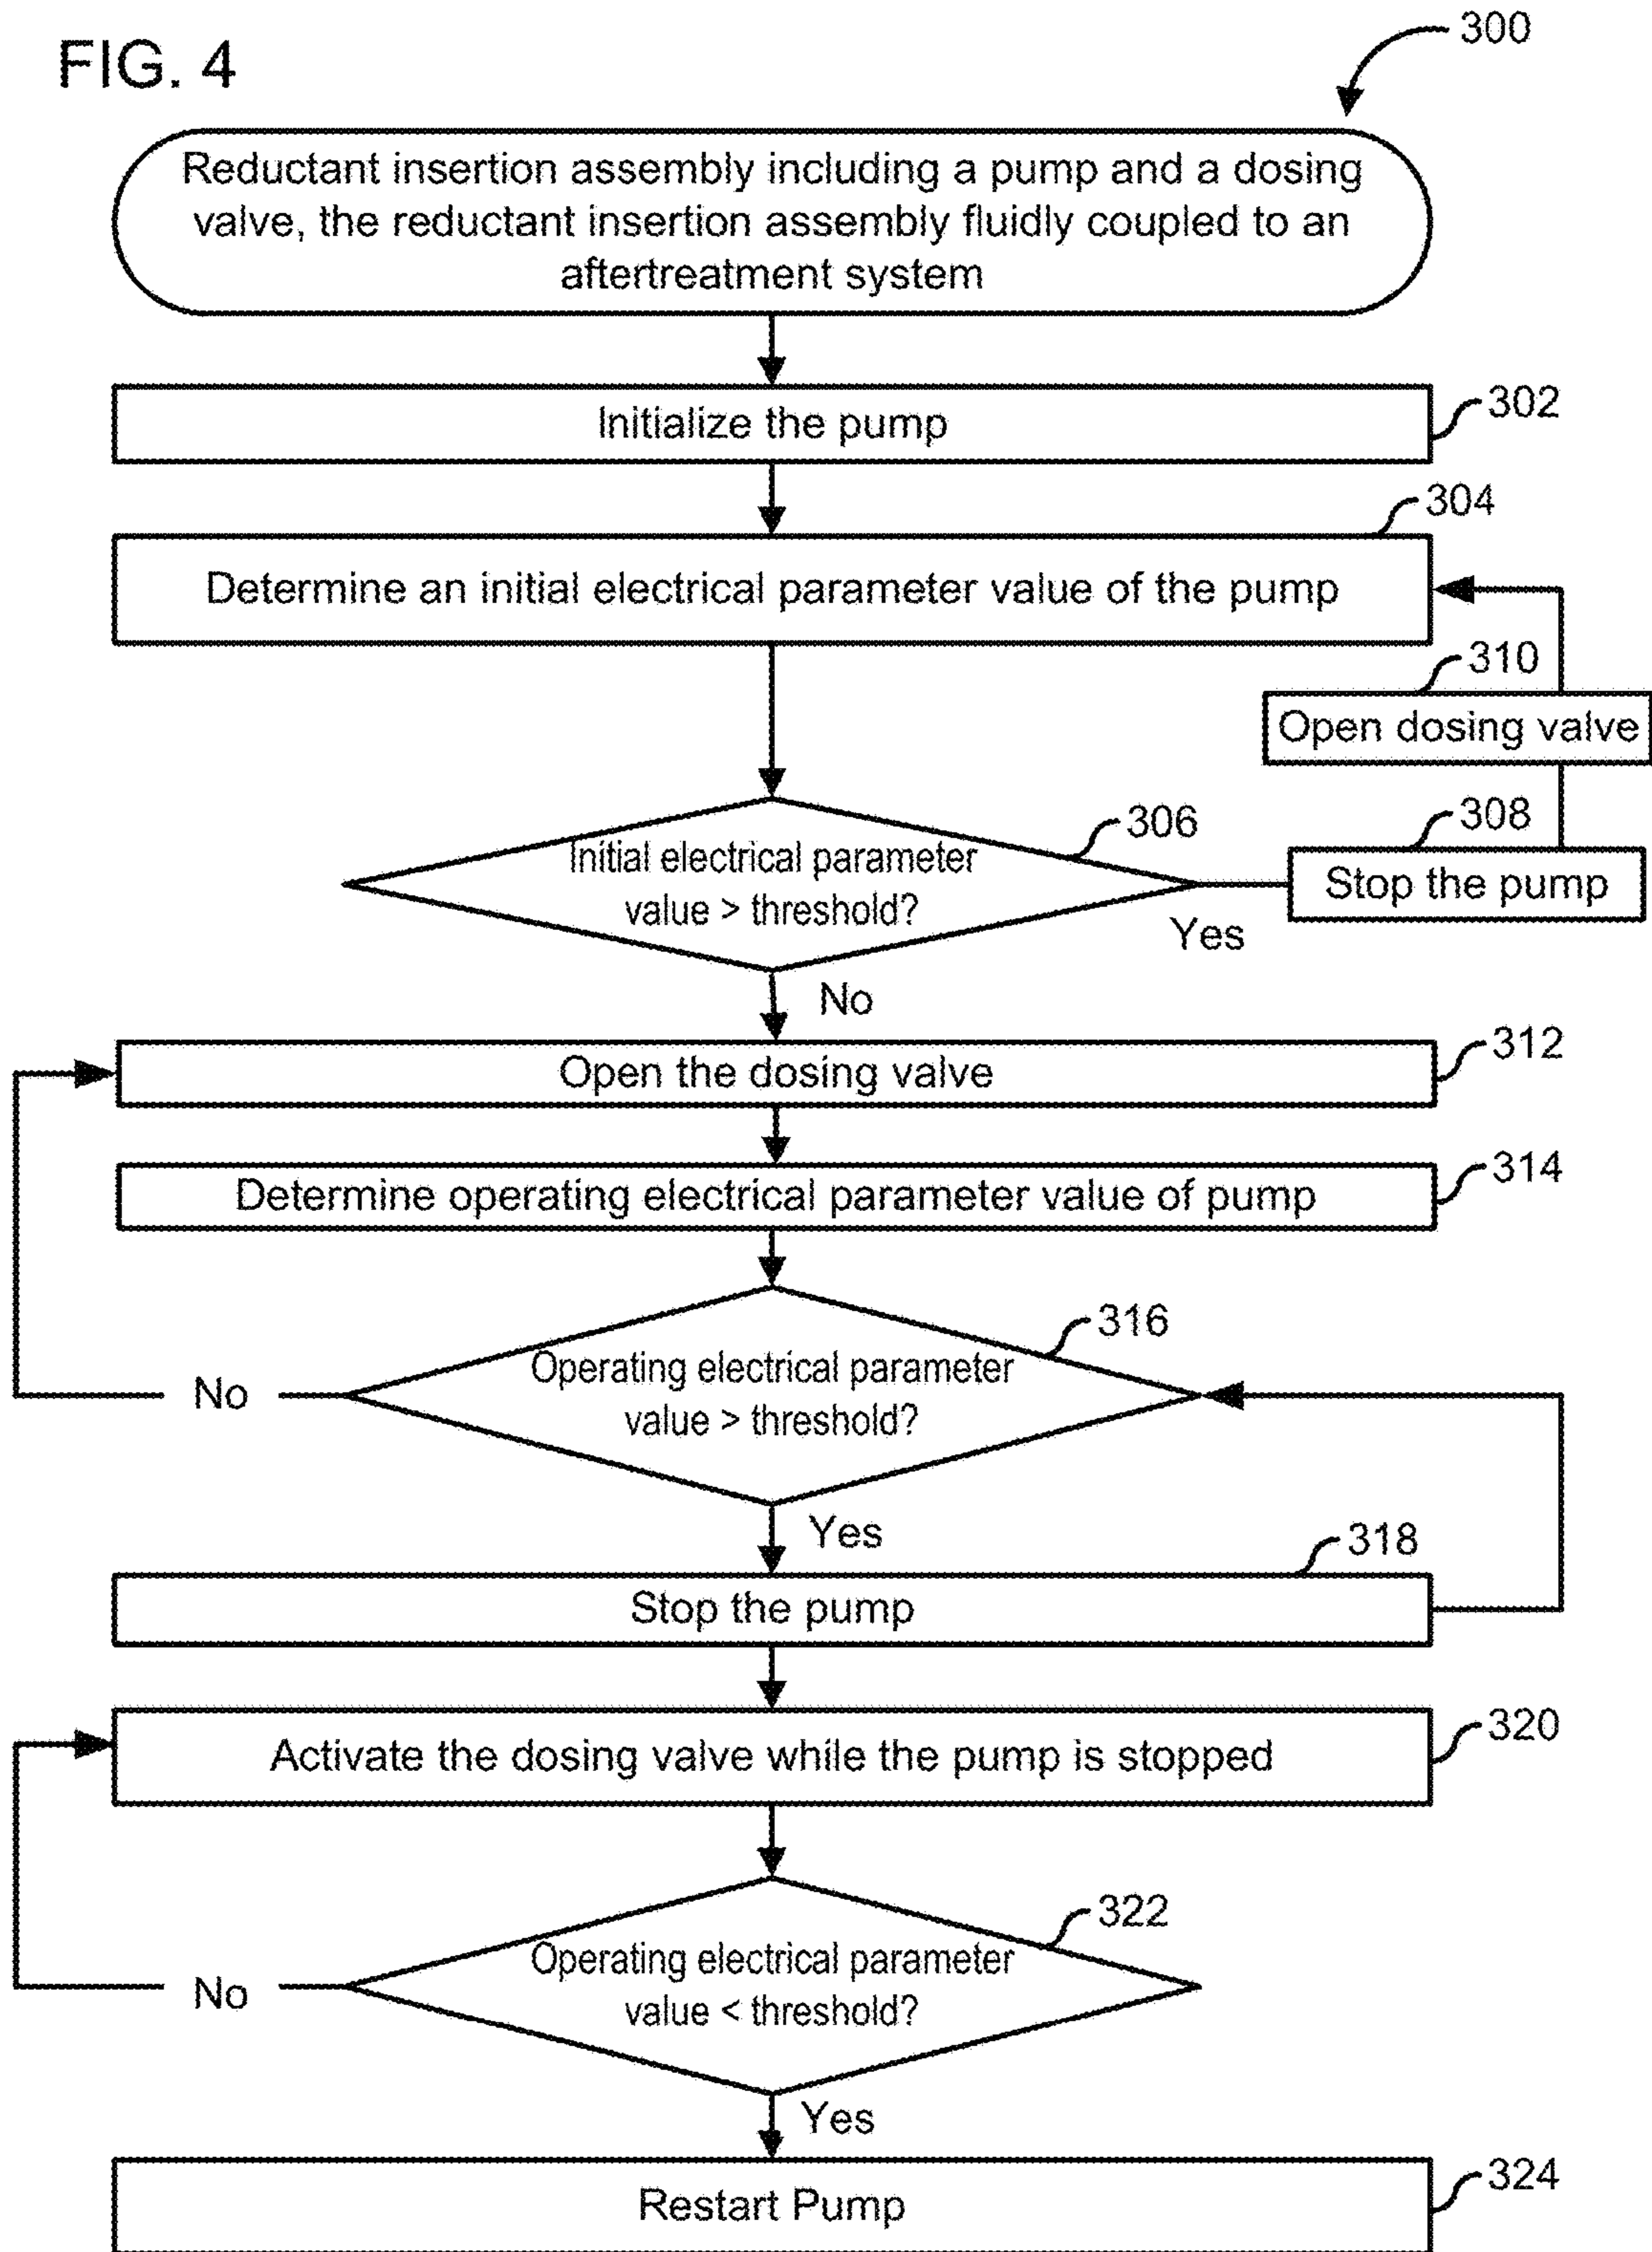 FIG. 4
300
Reductant insertion assembly including a pump and a dosing
valve, the reductant insertion assembly fluidly coupled to an
aftertreatment system
Initialize the pump
302
304
Determine an initial electrical parameter value of the pump
310
Open dosing valve
306
Initial electrical parameter
value > threshold?
308
Stop the pump
Yes
No
Open the dosing valve
312
Determine operating electrical parameter value of pump
314
316
Operating electrical parameter
value > threshold?
No
Yes
318
Stop the pump
Activate the dosing valve while the pump is stopped
320
322
Operating electrical parameter
value < threshold?
No
Yes
Restart Pump
324